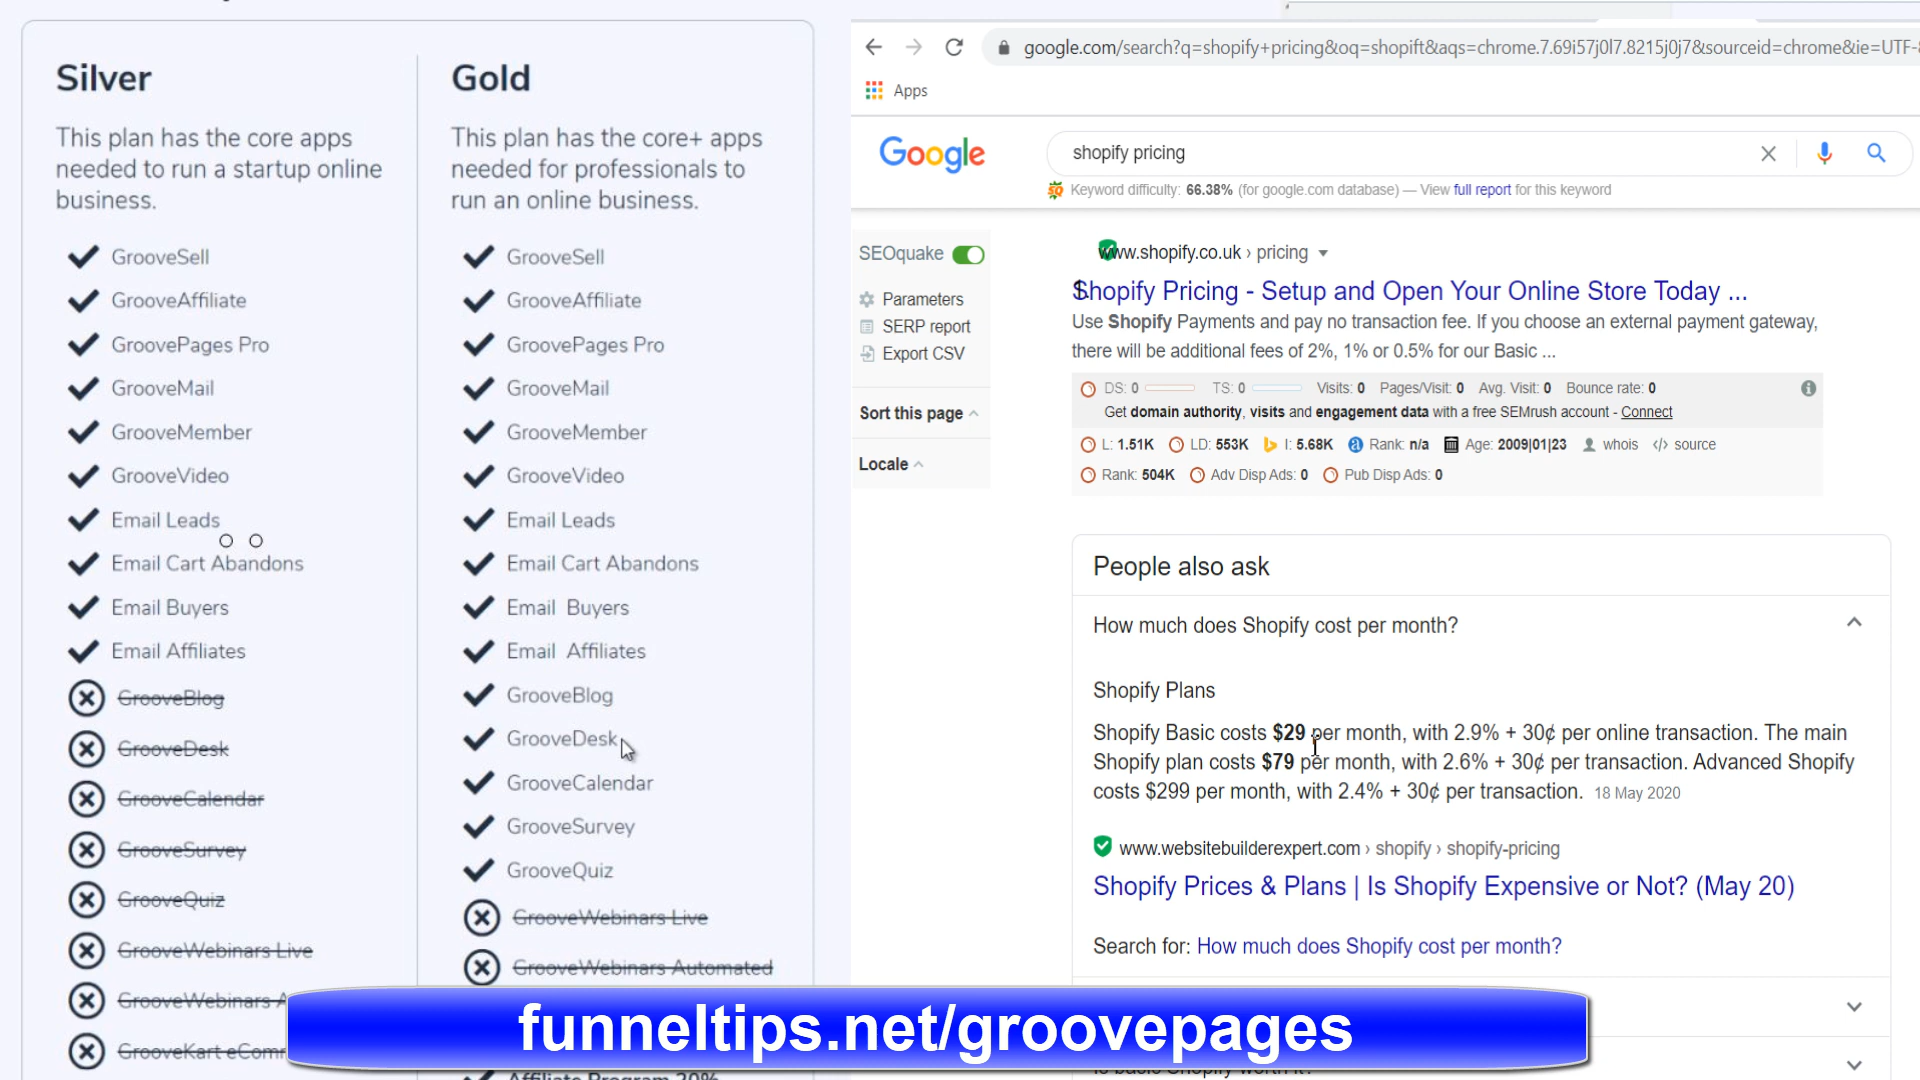 Silver
This plan has the core apps
needed to run a startup online
business.
GrooveSell
GrooveAffiliate
GroovePages Pro
GrooveMail
GrooveMember
GrooveVideo
Email Leads
Email Cart Abandons
Email Buyers
Email Affiliates
GrooveBlog
GrooveDesk
GrooveCalendar
GrooveSurvey
GrooveQuiz
GrooveWebinars Live
GrooveWebinars A
GrooveKart eCom
Gold
This plan has the core+ apps
needed for professionals to
run an online business.
GrooveSell
GrooveAffiliate
GroovePages Pro
GrooveMail
GrooveMember
GrooveVideo
Email Leads
Email Cart Abandons
Email Buyers
Email Affiliates
GrooveBlog
GrooveDesk
GrooveCalendar
GrooveSurvey
GrooveQuiz
GrooveWebinars Live
GrooveWebinars Automated
Affiliate Program 20%
google.com/search?q=shopify+pricing&oq=shopift&aqs=chrome.7.69i57j0l7.8215j0j7&sourceid=chrome&ie=UTF-8
Apps
Google
shopify pricing
Keyword difficulty: 66.38% (for google.com database) — View full report for this keyword
SEOquake
Parameters
SERP report
Export CSV
Sort this page
Locale
www.shopify.co.uk › pricing
Shopify Pricing - Setup and Open Your Online Store Today ...
Use Shopify Payments and pay no transaction fee. If you choose an external payment gateway,
there will be additional fees of 2%, 1% or 0.5% for our Basic ...
DS: 0 TS: 0 Visits: 0 Pages/Visit: 0 Avg. Visit: 0 Bounce rate: 0
Get domain authority, visits and engagement data with a free SEMrush account - Connect
L: 1.51K LD: 553K I: 5.68K Rank: n/a Age: 2009|01|23 whois source
Rank: 504K Adv Disp Ads: 0 Pub Disp Ads: 0
People also ask
How much does Shopify cost per month?
Shopify Plans
Shopify Basic costs $29 per month, with 2.9% + 30¢ per online transaction. The main
Shopify plan costs $79 per month, with 2.6% + 30¢ per transaction. Advanced Shopify
costs $299 per month, with 2.4% + 30¢ per transaction. 18 May 2020
www.websitebuilderexpert.com › shopify › shopify-pricing
Shopify Prices & Plans | Is Shopify Expensive or Not? (May 20)
Search for: How much does Shopify cost per month?
Is basic Shopify worth it?
funneltips.net/groovepages